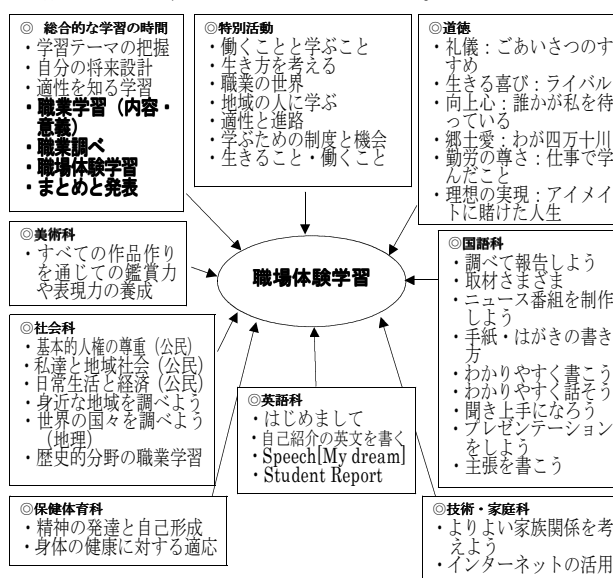 ◎ 総合的な学習の時間
・学習テーマの把握
・自分の将来設計
・適性を知る学習
・職業学習（内容・
意義）
・職業調べ
・職場体験学習
・まとめと発表
◎特別活動
・働くことと学ぶこと
・生き方を考える
・職業の世界
・地域の人に学ぶ
・適性と進路
・学ぶための制度と機会
・生きること・働くこと
◎道徳
・礼儀：ごあいさつのす
すめ
・生きる喜び：ライバル
・向上心：誰かが私を待
っている
・郷土愛：わが四万十川
・勤労の尊さ：仕事で学
んだこと
・理想の実現：アイメイ
トに賭けた人生
◎美術科
・すべての作品作り
を通じての鑑賞力
や表現力の養成
職場体験学習
◎国語科
・調べて報告しよう
・取材さまざま
・ニュース番組を制作
しよう
・手紙・はがきの書き
方
・わかりやすく書こう
・わかりやすく話そう
・聞き上手になろう
・プレゼンテーション
をしよう
・主張を書こう
◎社会科
・基本的人権の尊重（公民）
・私達と地域社会（公民）
・日常生活と経済（公民）
・身近な地域を調べよう
・世界の国々を調べよう
（地理）
・歴史的分野の職業学習
◎英語科
・はじめまして
・自己紹介の英文を書く
・Speech[My dream]
・Student Report
◎保健体育科
・精神の発達と自己形成
・身体の健康に対する適応
◎技術・家庭科
・よりよい家族関係を考
えよう
・インターネットの活用